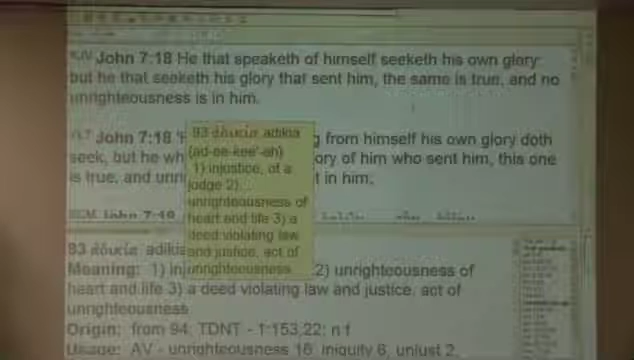 KJV John 7:18 He that speaketh of himself seeketh his own glory:
but he that seeketh his glory that sent him, the same is true, and no
unrighteousness is in him.
John 7:18
g from himself his own glory doth
seek, but he wh
ory of him who sent him, this one
is true, and unri
t in him;
93 ἀδικία adikia
(ad-ee-kee'-ah)
1) injustice, of a
judge 2)
unrighteousness of
heart and life 3) a
deed violating law
and justice, act of
unrighteousness
93 ἀδικία adikia
Meaning: 1) inj
2) unrighteousness of
heart and life 3) a deed violating law and justice, act of
unrighteousness
Origin: from 94; TDNT - 1:153,22; n f
Usage: AV - unrighteousness 16, iniquity 6, unjust 2,